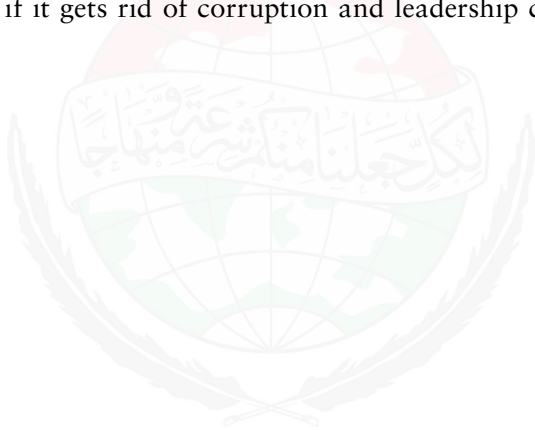 if it gets rid of corruption and leadership
لكل جعلنا منكم شرعة ومنهاجا